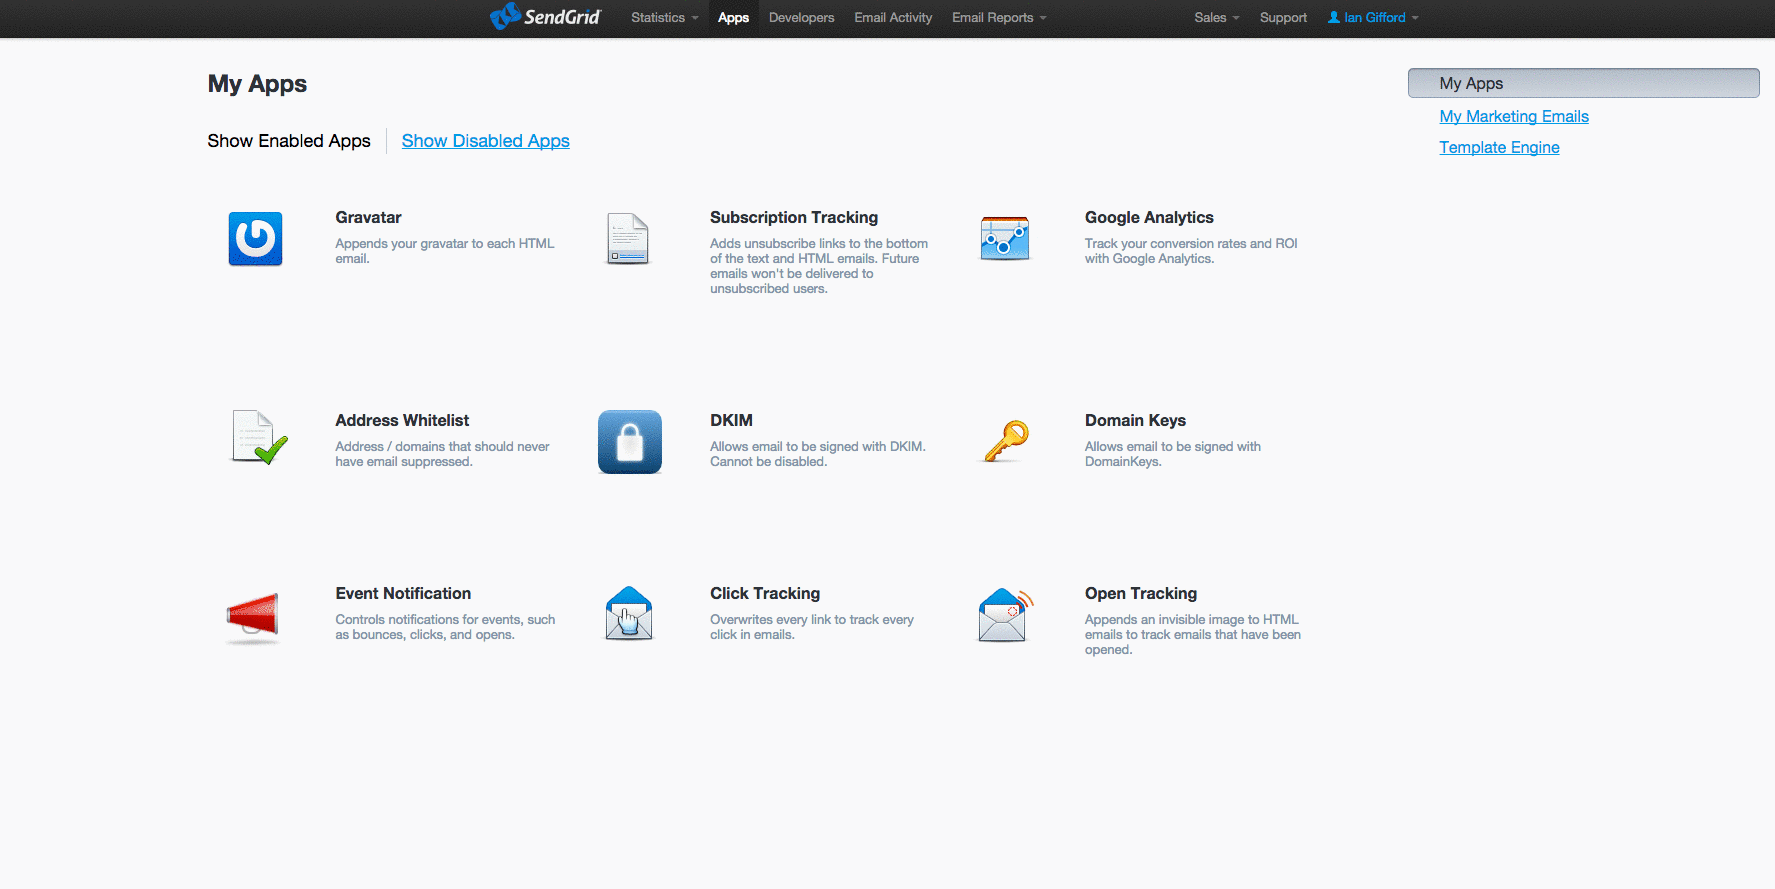 SendGrid
Statistics
Apps
Developers
Email Activity
Email Reports
Sales
Support
Ian Gifford
My Apps
Show Enabled Apps
Show Disabled Apps
My Apps
My Marketing Emails
Template Engine
Gravatar
Appends your gravatar to each HTML
email.
Subscription Tracking
Adds unsubscribe links to the bottom
of the text and HTML emails. Future
emails won't be delivered to
unsubscribed users.
Google Analytics
Track your conversion rates and ROI
with Google Analytics.
Address Whitelist
Address / domains that should never
have email suppressed.
DKIM
Allows email to be signed with DKIM.
Cannot be disabled.
Domain Keys
Allows email to be signed with
DomainKeys.
Event Notification
Controls notifications for events, such
as bounces, clicks, and opens.
Click Tracking
Overwrites every link to track every
click in emails.
Open Tracking
Appends an invisible image to HTML
emails to track emails that have been
opened.